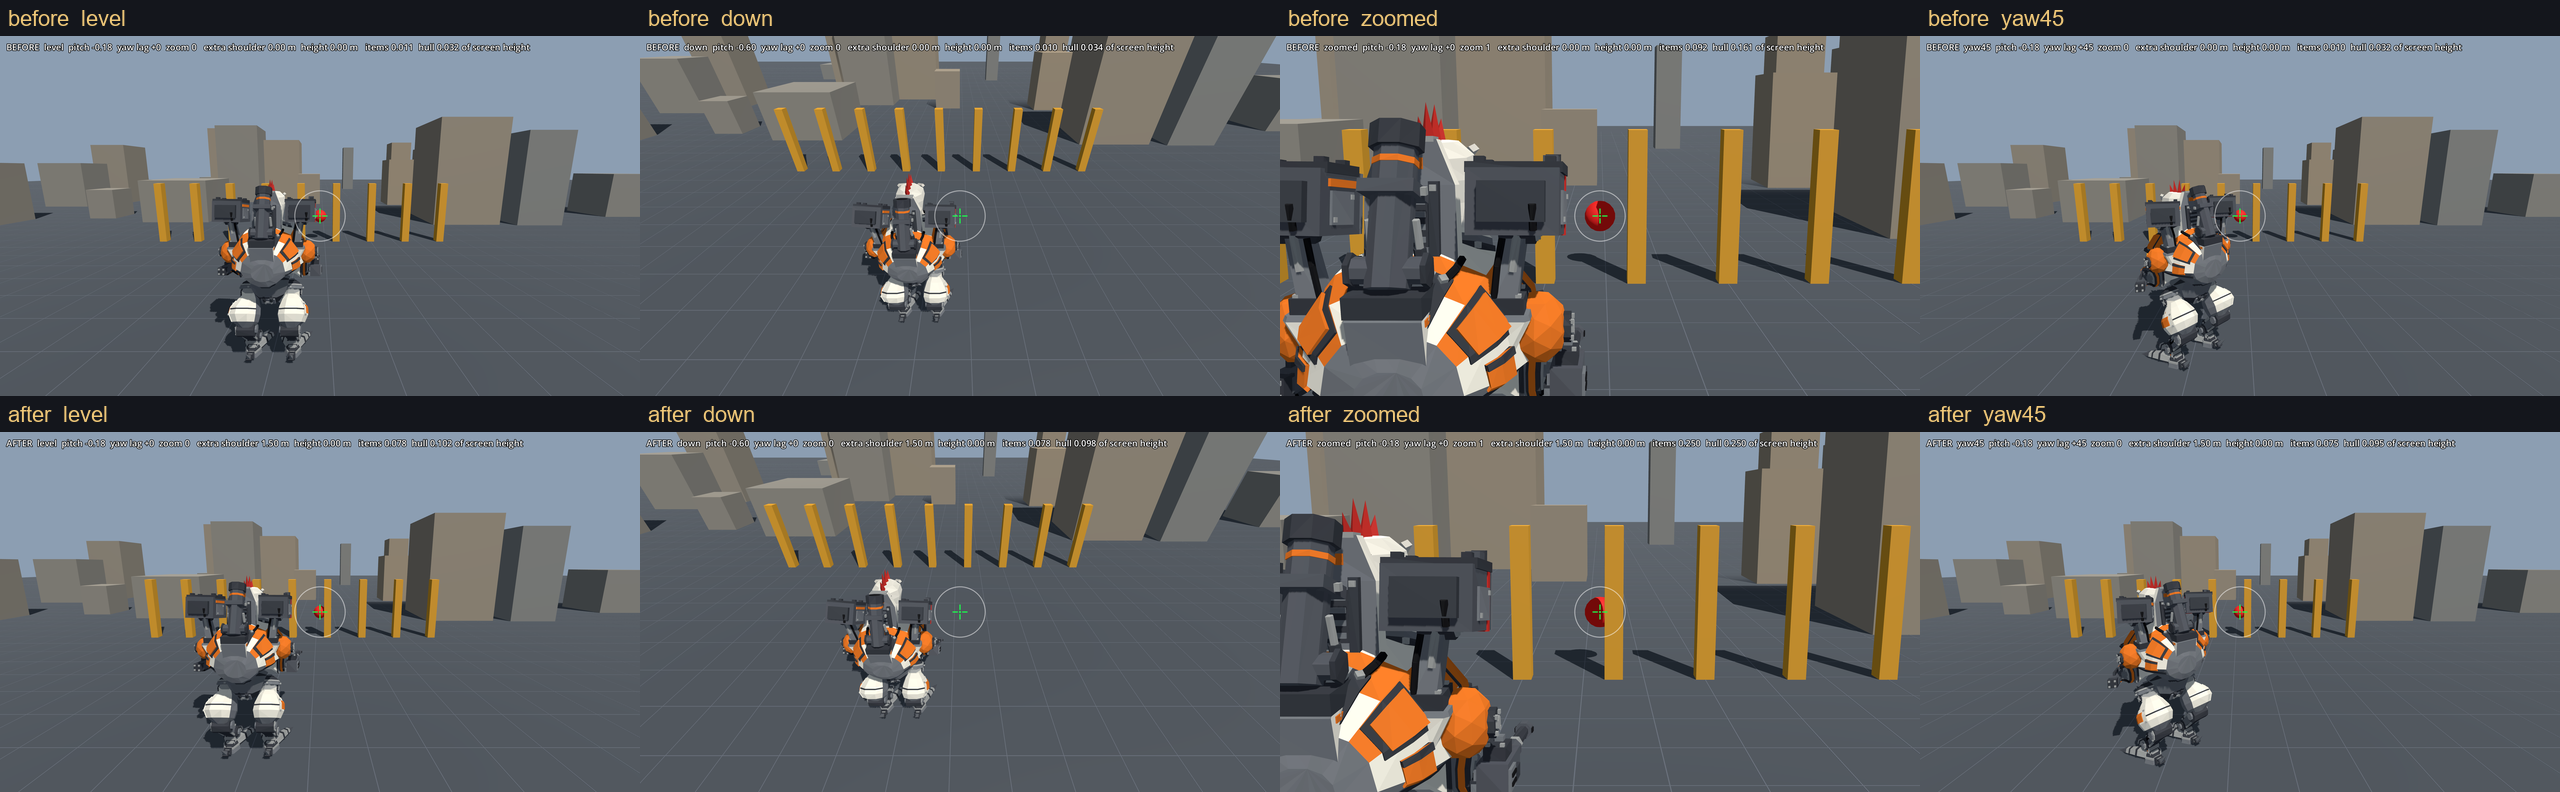 before level
before down
before zoomed
before yaw45
BEFORE level pitch -0.18 yaw lag +0 zoom 0 extra shoulder 0.00 m height 0.00 m items 0.011 hull 0.032 of screen height
BEFORE down pitch -0.60 yaw lag +0 zoom 0 extra shoulder 0.00 m height 0.00 m items 0.010 hull 0.034 of screen height
BEFORE zoomed pitch -0.18 yaw lag +0 zoom 1 extra shoulder 0.00 m height 0.00 m items 0.092 hull 0.161 of screen height
BEFORE yaw45 pitch -0.18 yaw lag +45 zoom 0 extra shoulder 0.00 m height 0.00 m items 0.010 hull 0.032 of screen height
after level
after down
after zoomed
after yaw45
AFTER level pitch -0.18 yaw lag +0 zoom 0 extra shoulder 1.50 m height 0.00 m items 0.078 hull 0.102 of screen height
AFTER down pitch -0.60 yaw lag +0 zoom 0 extra shoulder 1.50 m height 0.00 m items 0.078 hull 0.098 of screen height
AFTER zoomed pitch -0.18 yaw lag +0 zoom 1 extra shoulder 1.50 m height 0.00 m items 0.250 hull 0.250 of screen height
AFTER yaw45 pitch -0.18 yaw lag +45 zoom 0 extra shoulder 1.50 m height 0.00 m items 0.075 hull 0.095 of screen height